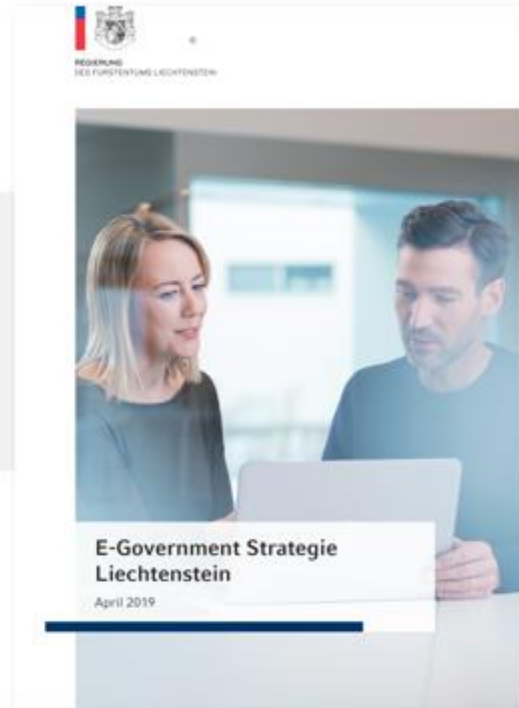 REGIERUNG
DES FÜRSTENTUMS LIECHTENSTEIN
E-Government Strategie
Liechtenstein
April 2019